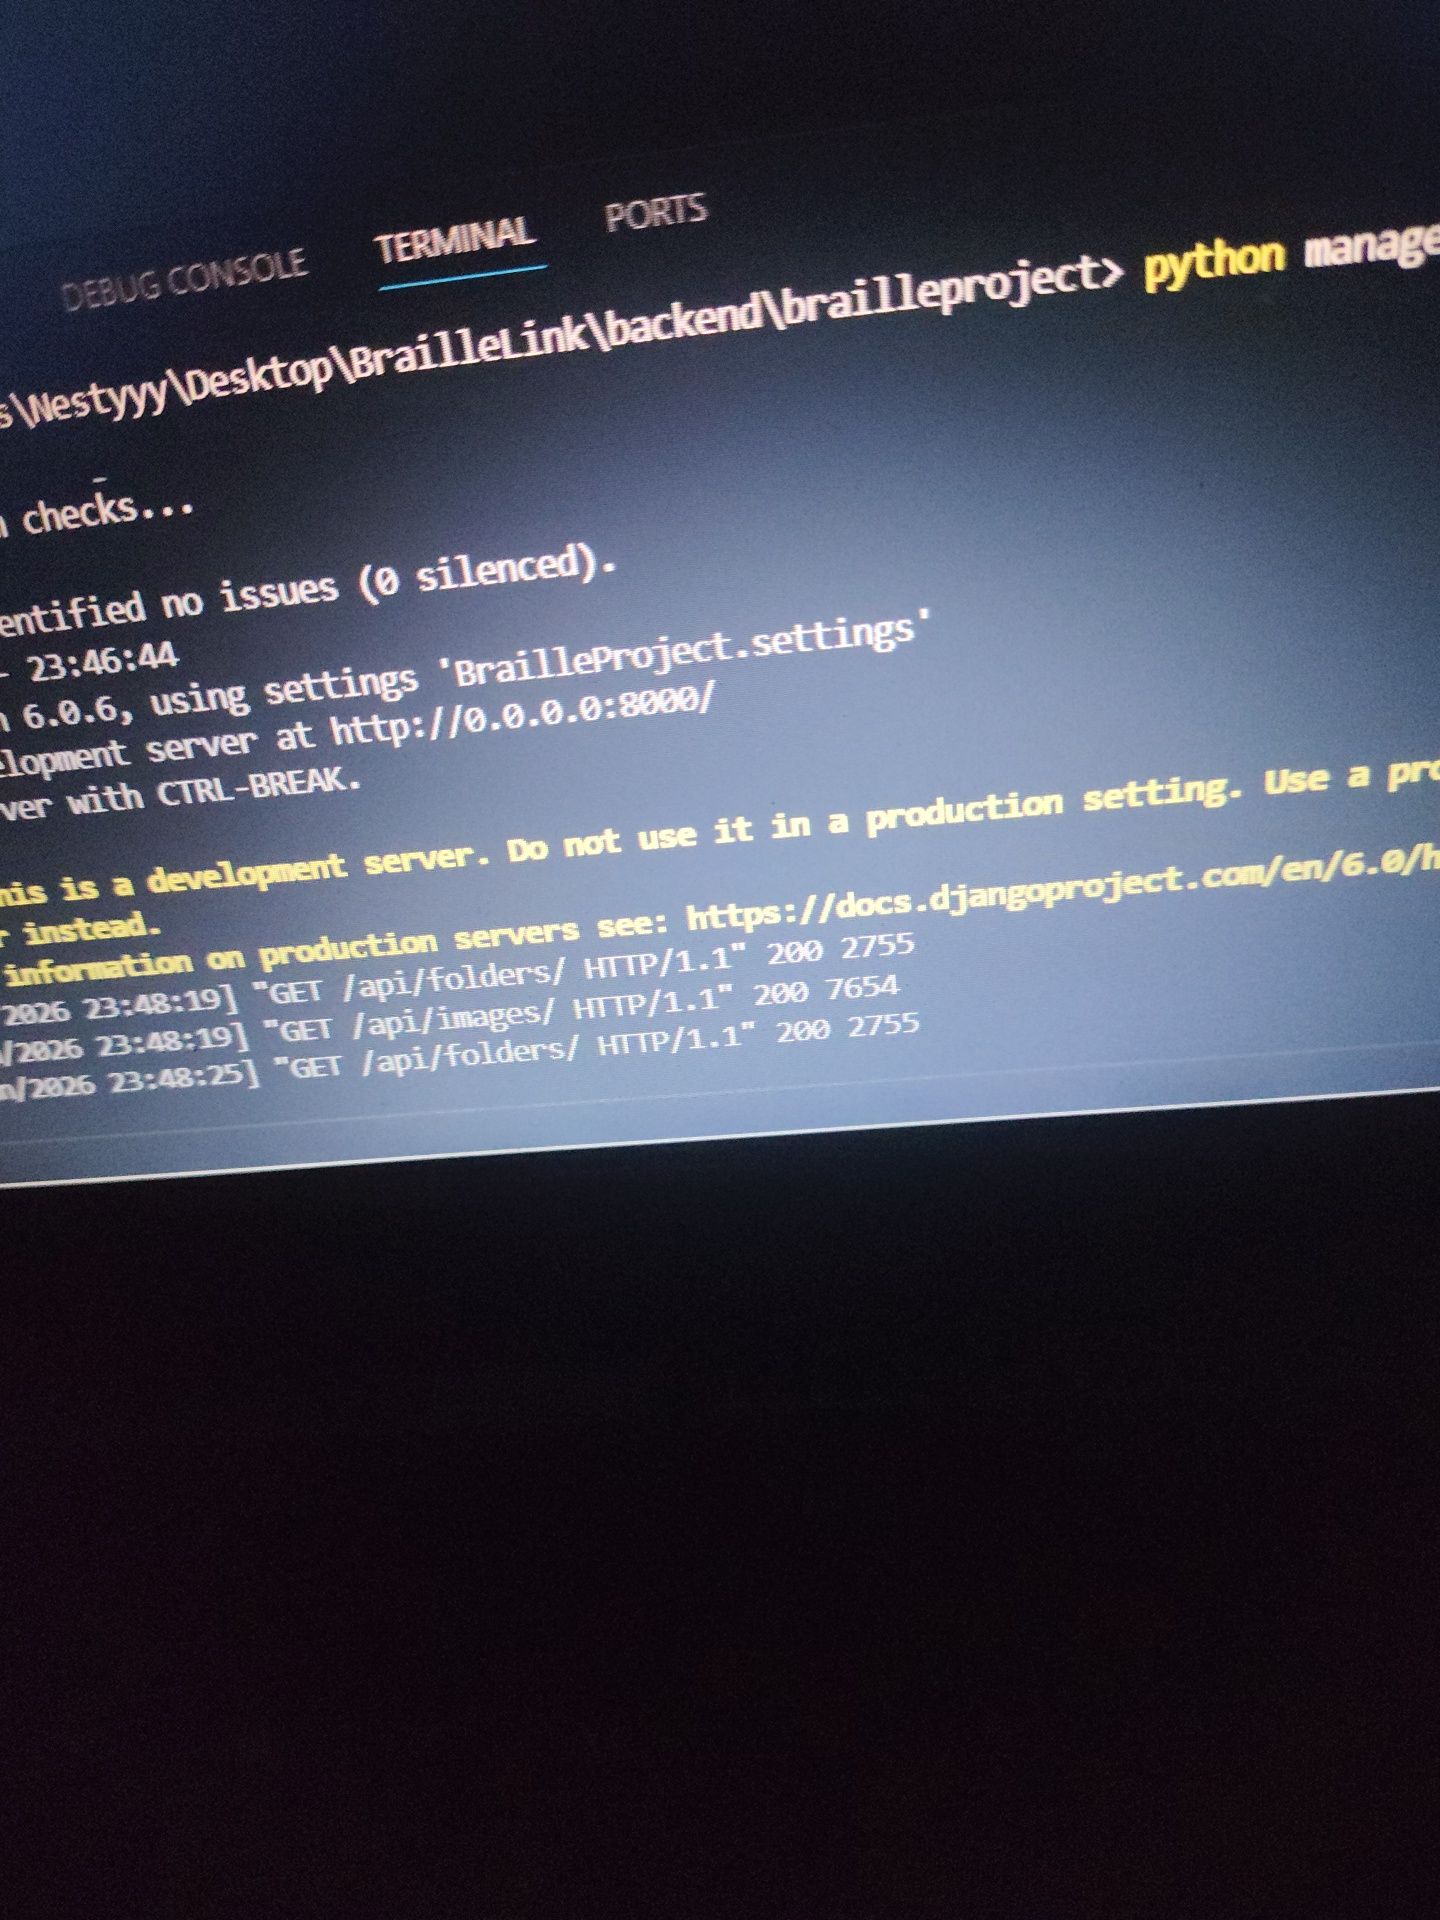 DEBUG CONSOLE TERMINAL PORTS
s\Nestyyy\Desktop\BrailleLink\backend\brailleproject> python manage
checks...
entified no issues (0 silenced).
- 23:46:44
6.0.6, using settings 'BrailleProject.settings'
elopment server at http://0.0.0.0:8000/
ver with CTRL-BREAK.
his is a development server. Do not use it in a production setting. Use a pro
r instead.
information on production servers see: https://docs.djangoproject.com/en/6.0/h
2026 23:48:19] "GET /api/folders/ HTTP/1.1" 200 2755
/2026 23:48:19] "GET /api/images/ HTTP/1.1" 200 7654
n/2026 23:48:25] "GET /api/folders/ HTTP/1.1" 200 2755